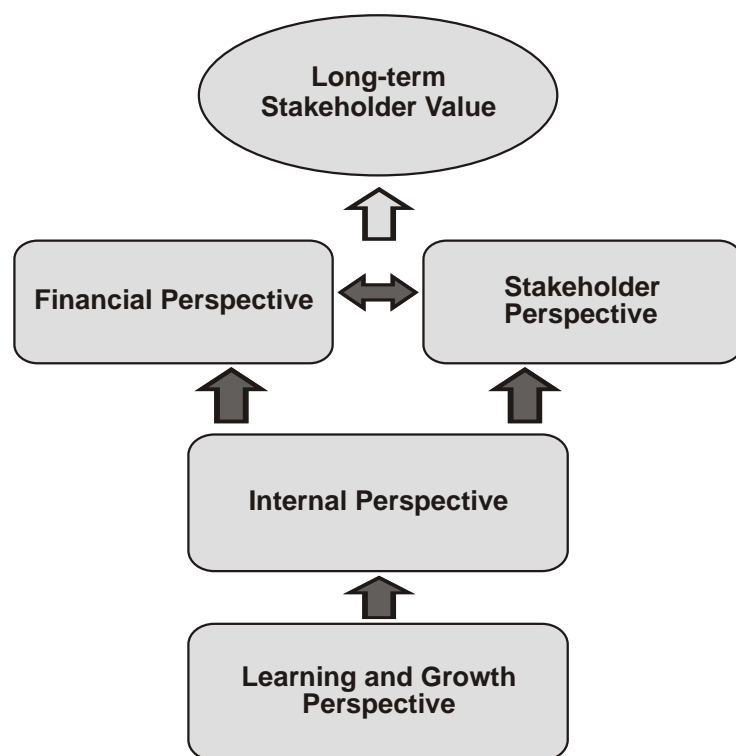 Long-term
Stakeholder Value
Financial Perspective
Stakeholder
Perspective
Internal Perspective
Learning and Growth
Perspective